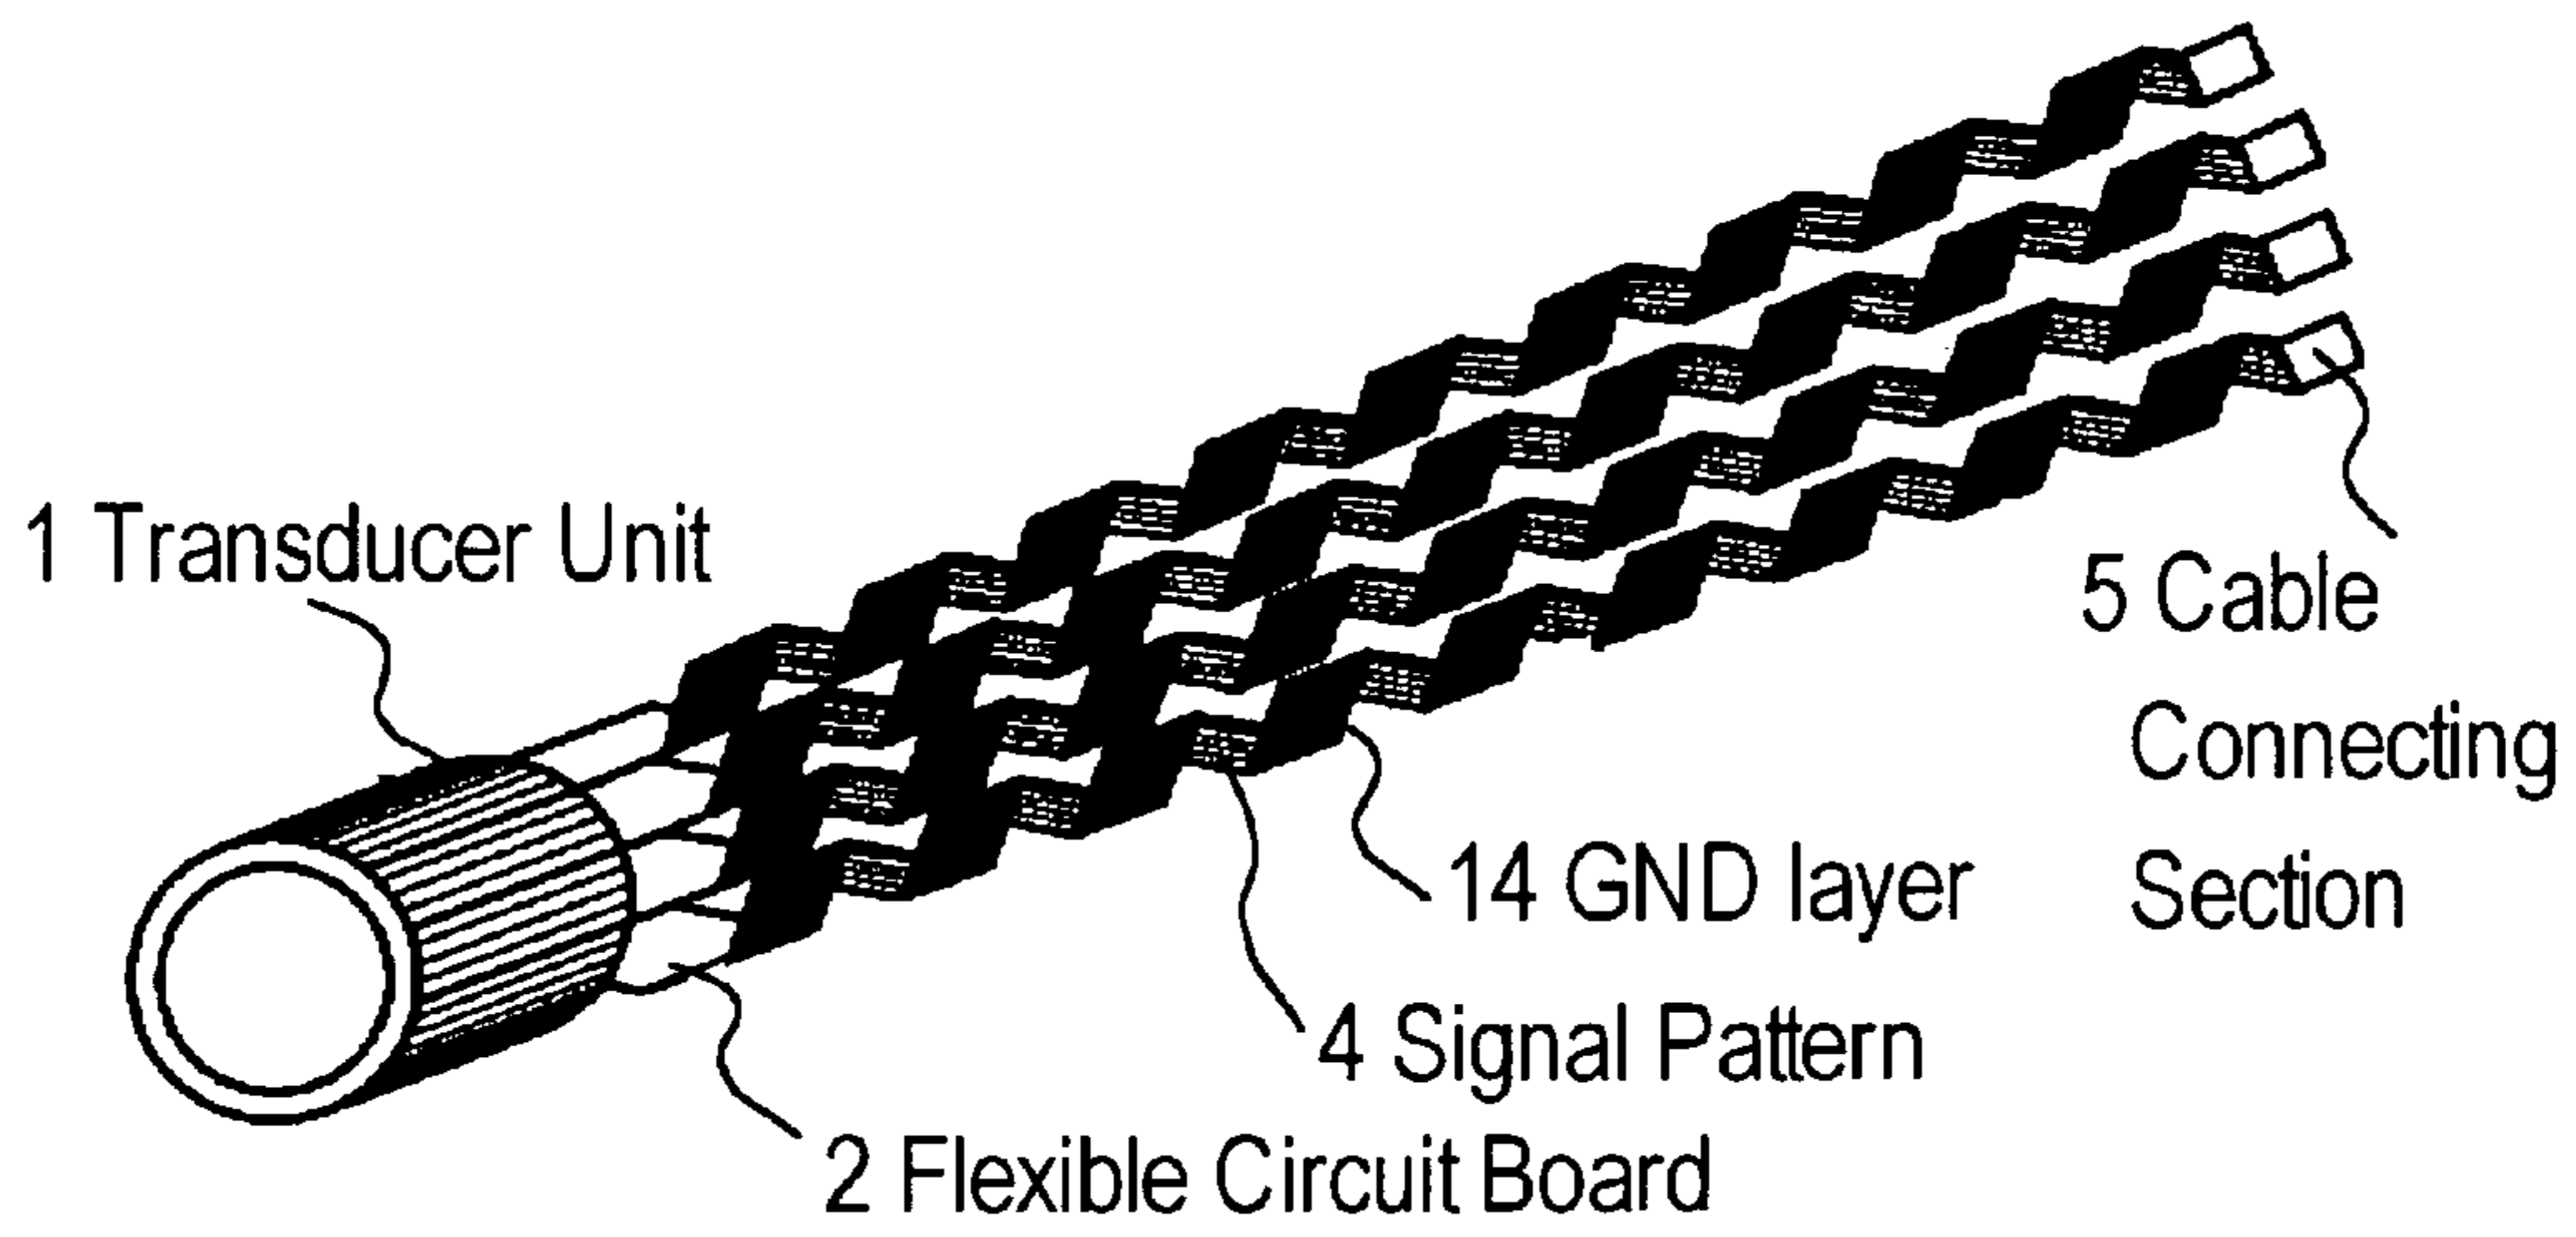 1 Transducer Unit
5 Cable
Connecting
Section
14 GND layer
4 Signal Pattern
2 Flexible Circuit Board